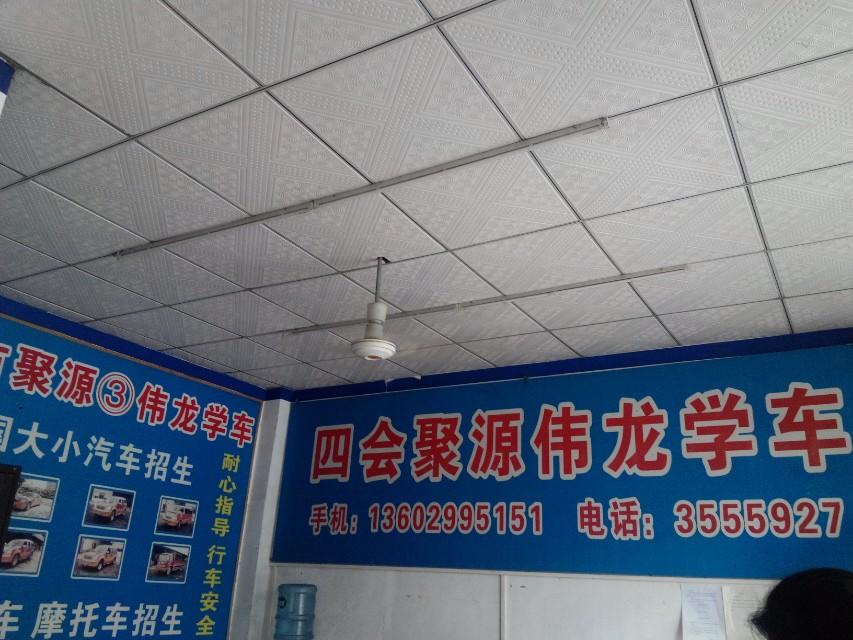 聚源③伟龙学车
国大小汽车招生
耐心指导 行车安全
车 摩托车招生
四会聚源伟龙学车
手机：13602995151 电话：3555927